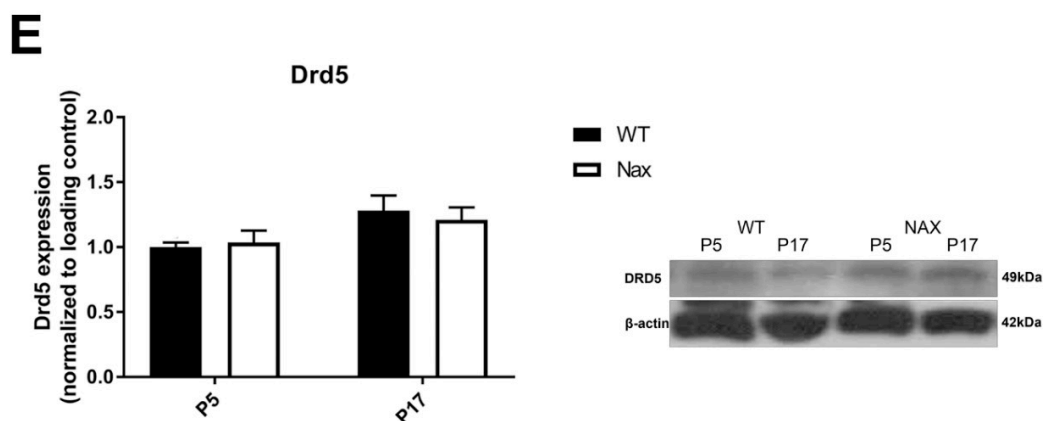 E
Drd5
Drd5 expression
(normalized to loading control)
2.0
1.5
1.0
0.5
0.0
P5
P17
WT
Nax
WT NAX
P5 P17 P5 P17
DRD5 49kDa
β-actin 42kDa